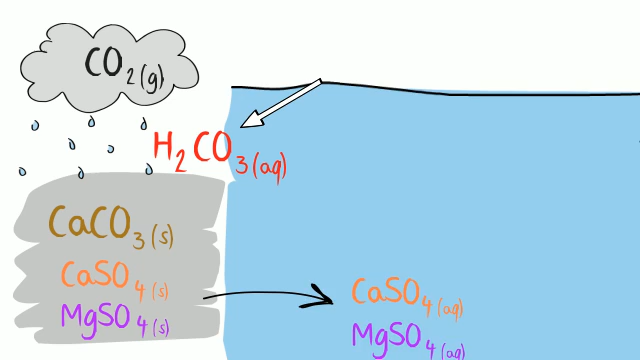 CO₂(g)
H₂CO₃(aq)
CaCO₃(s)
CaSO₄(s)
MgSO₄(s)
CaSO₄(aq)
MgSO₄(aq)